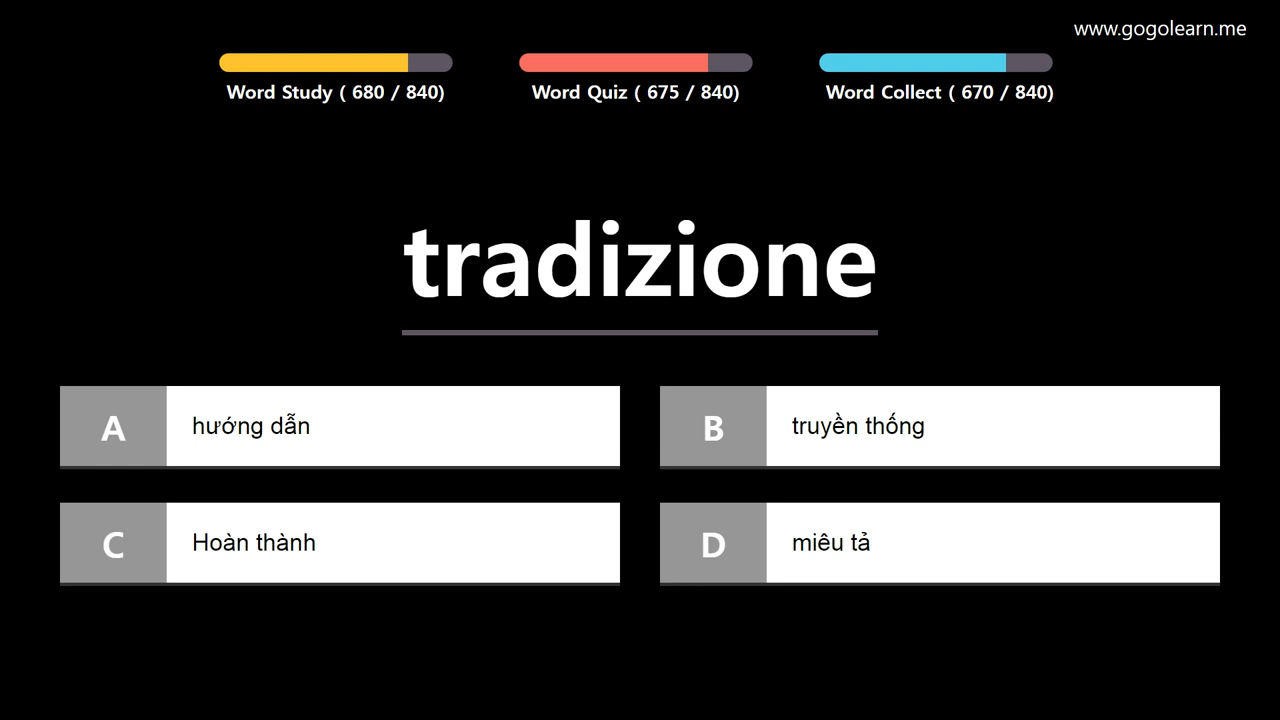 www.gogolearn.me
Word Study ( 680 / 840)
Word Quiz ( 675 / 840)
Word Collect ( 670 / 840)
tradizione
A hướng dẫn
B truyền thống
C Hoàn thành
D miêu tả